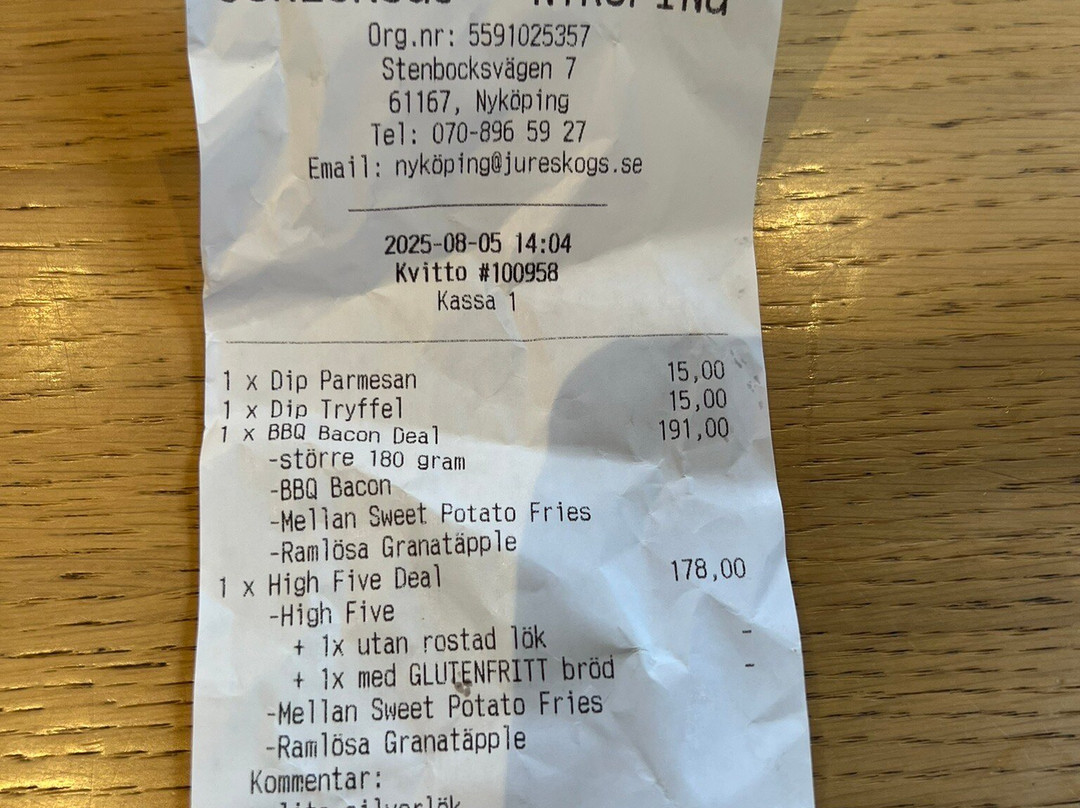 NYKÖPING
Org.nr: 5591025357
Stenbocksvägen 7
61167, Nyköping
Tel: 070-896 59 27
Email: nyköping@jureskogs.se
2025-08-05 14:04
Kvitto #100958
Kassa 1
1 x Dip Parmesan 15,00
1 x Dip Tryffel 15,00
1 x BBQ Bacon Deal 191,00
-större 180 gram
-BBQ Bacon
-Mellan Sweet Potato Fries
-Ramlösa Granatäpple
1 x High Five Deal 178,00
-High Five
+ 1x utan rostad lök -
+ 1x med GLUTENFRITT bröd -
-Mellan Sweet Potato Fries
-Ramlösa Granatäpple
Kommentar:
lite silverlök